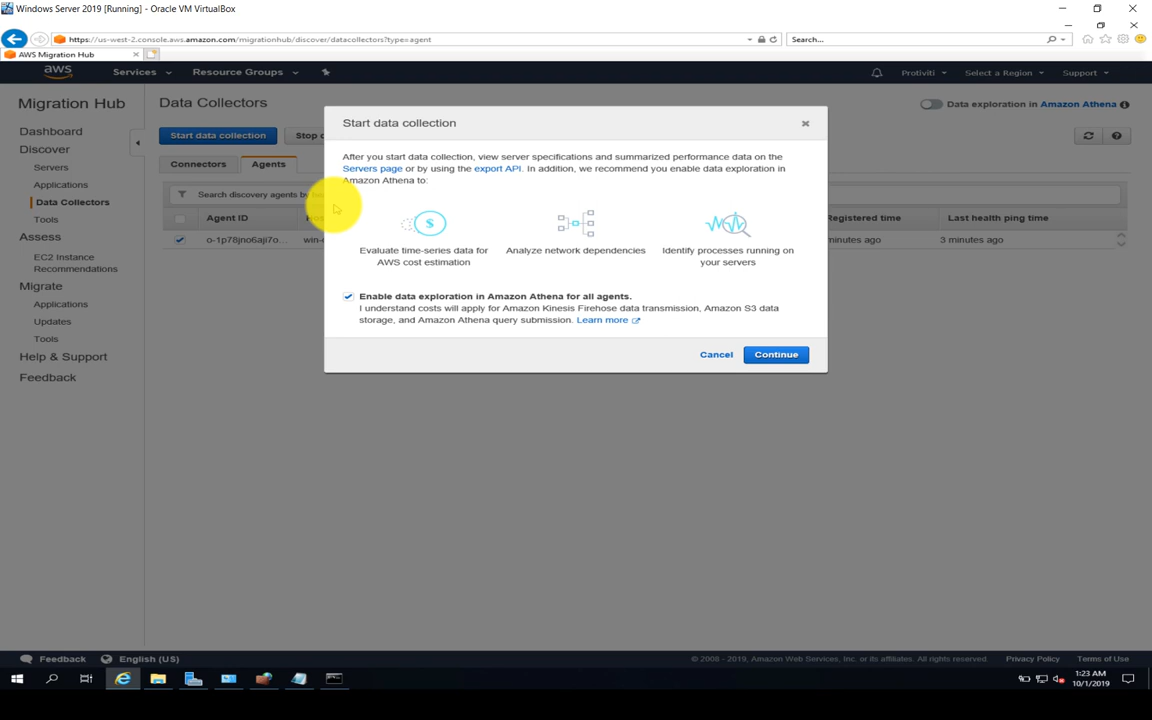 Windows Server 2019 [Running] - Oracle VM VirtualBox
https://us-west-2.console.aws.amazon.com/migrationhub/discover/datacollectors?type=agent
Search...
AWS Migration Hub
aws
Services
Resource Groups
Protiviti
Select a Region
Support
Migration Hub
Data Collectors
Data exploration in Amazon Athena
Dashboard
Discover
Servers
Applications
Data Collectors
Tools
Assess
EC2 Instance
Recommendations
Migrate
Applications
Updates
Tools
Help & Support
Feedback
Start data collection
Stop
Connectors
Agents
Search discovery agents by
Agent ID
Registered time
Last health ping time
o-1p78jno6aji7o...
win-
minutes ago
3 minutes ago
Start data collection
After you start data collection, view server specifications and summarized performance data on the
Servers page or by using the export API. In addition, we recommend you enable data exploration in
Amazon Athena to:
Evaluate time-series data for
AWS cost estimation
Analyze network dependencies
Identify processes running on
your servers
Enable data exploration in Amazon Athena for all agents.
I understand costs will apply for Amazon Kinesis Firehose data transmission, Amazon S3 data
storage, and Amazon Athena query submission. Learn more
Cancel
Continue
Feedback
English (US)
© 2008 - 2019, Amazon Web Services, Inc. or its affiliates. All rights reserved.
Privacy Policy
Terms of Use
1:23 AM
10/1/2019